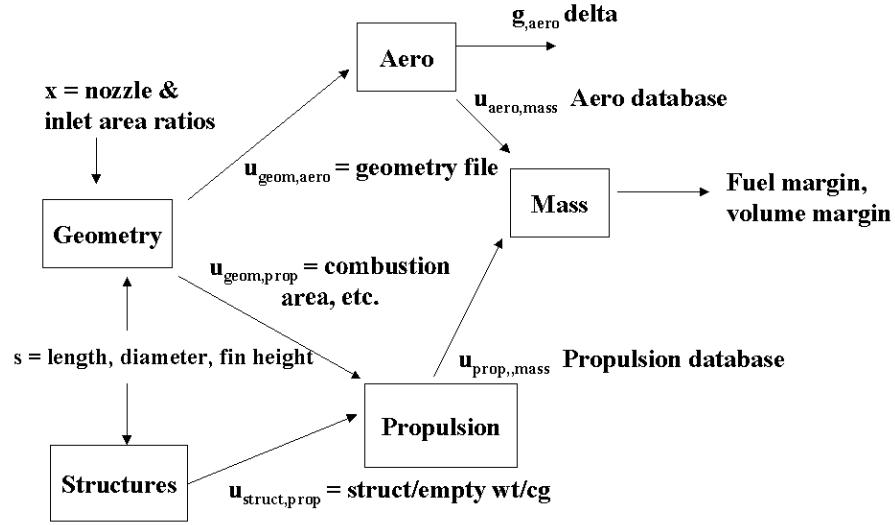 g,aero delta
Aero
x = nozzle &
inlet area ratios
uaero,mass Aero database
ugeom,aero = geometry file
Mass
Fuel margin,
volume margin
Geometry
ugeom,prop = combustion
area, etc.
s = length, diameter, fin height
uprop,,mass Propulsion database
Propulsion
Structures
ustruct,prop = struct/empty wt/cg